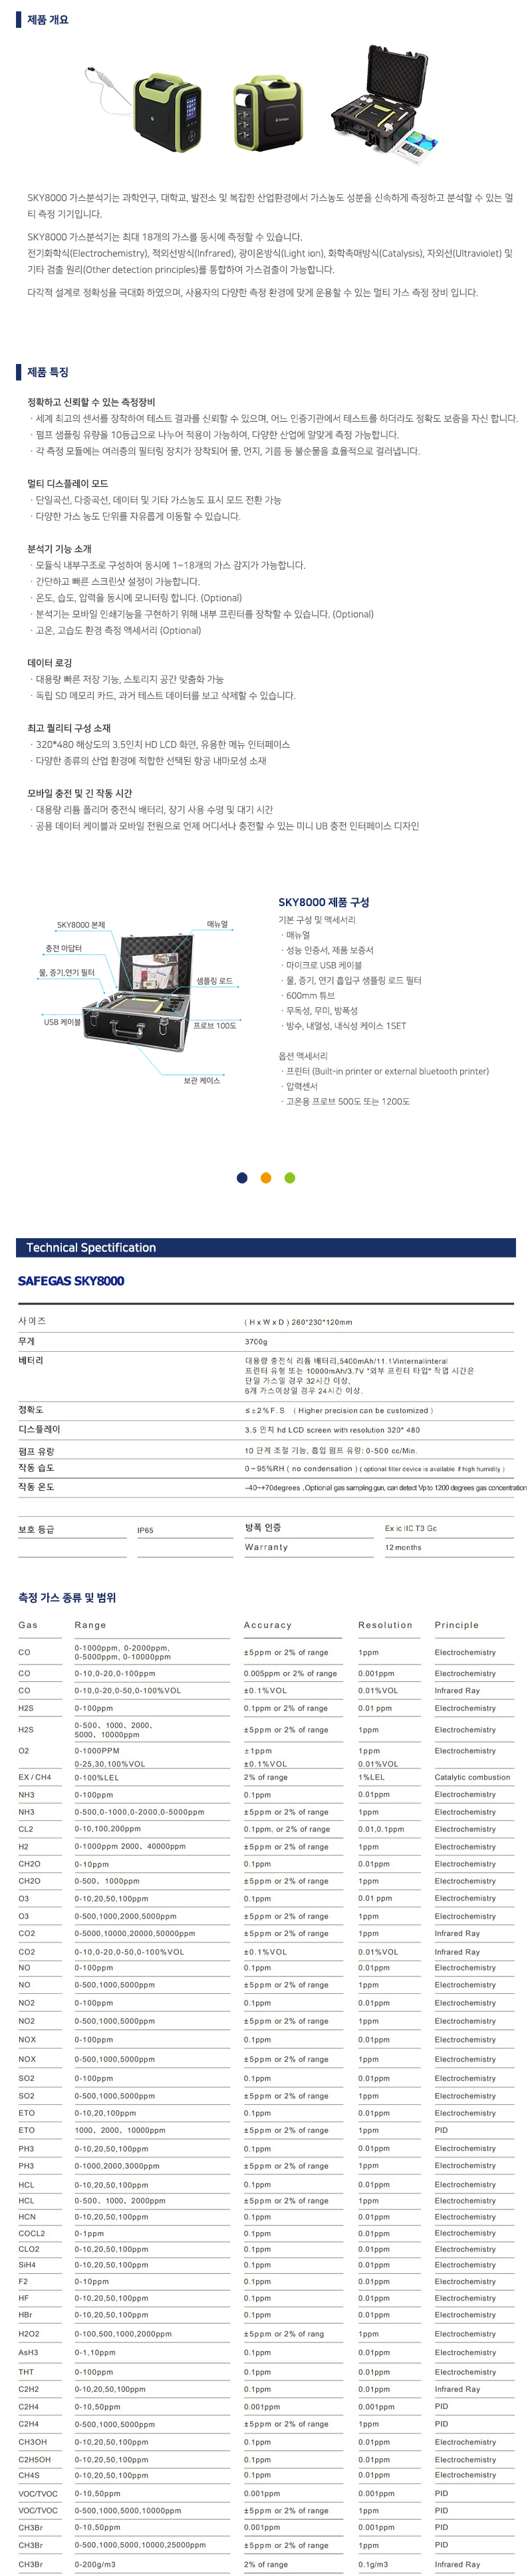 제품 개요
SKY8000 가스분석기는 과학연구, 대학교, 발전소 및 복잡한 산업환경에서 가스농도 성분을 신속하게 측정하고 분석할 수 있는 멀
티 측정 기기입니다.
SKY8000 가스분석기는 최대 18개의 가스를 동시에 측정할 수 있습니다.
전기화학식(Electrochemistry), 적외선방식(Infrared), 광이온방식(Light ion), 화학촉매방식(Catalysis), 자외선(Ultraviolet) 및
기타 검출 원리(Other detection principles)를 통합하여 가스검출이 가능합니다.
다각적 설계로 정확성을 극대화 하였으며, 사용자의 다양한 측정 환경에 맞게 운용할 수 있는 멀티 가스 측정 장비 입니다.
제품 특징
정확하고 신뢰할 수 있는 측정장비
· 세계 최고의 센서를 장착하여 테스트 결과를 신뢰할 수 있으며, 어느 인증기관에서 테스트를 하더라도 정확도 보증을 자신 합니다.
· 펌프 샘플링 유량을 10등급으로 나누어 적용이 가능하여, 다양한 산업에 알맞게 측정 가능합니다.
· 각 측정 모듈에는 여러층의 필터링 장치가 장착되어 물, 먼지, 기름 등 불순물을 효율적으로 걸러냅니다.
멀티 디스플레이 모드
· 단일곡선, 다중곡선, 데이터 및 기타 가스농도 표시 모드 전환 가능
· 다양한 가스 농도 단위를 자유롭게 이동할 수 있습니다.
분석기 기능 소개
· 모듈식 내부구조로 구성하여 동시에 1~18개의 가스 감지가 가능합니다.
· 간단하고 빠른 스크린샷 설정이 가능합니다.
· 온도, 습도, 압력을 동시에 모니터링 합니다. (Optional)
· 분석기는 모바일 인쇄기능을 구현하기 위해 내부 프린터를 장착할 수 있습니다. (Optional)
· 고온, 고습도 환경 측정 액세서리 (Optional)
데이터 로깅
· 대용량 빠른 저장 기능, 스토리지 공간 맞춤화 가능
· 독립 SD 메모리 카드, 과거 테스트 데이터를 보고 삭제할 수 있습니다.
최고 퀄리티 구성 소재
· 320*480 해상도의 3.5인치 HD LCD 화면, 유용한 메뉴 인터페이스
· 다양한 종류의 산업 환경에 적합한 선택된 항공 내마모성 소재
모바일 충전 및 긴 작동 시간
· 대용량 리튬 폴리머 충전식 배터리, 장기 사용 수명 및 대기 시간
· 공용 데이터 케이블과 모바일 전원으로 언제 어디서나 충전할 수 있는 미니 UB 충전 인터페이스 디자인
SKY8000 본체
매뉴얼
충전 아답터
물, 증기,연기 필터
샘플링 로드
USB 케이블
프로브 100도
보관 케이스
SKY8000 제품 구성
기본 구성 및 액세서리
· 매뉴얼
· 성능 인증서, 제품 보증서
· 마이크로 USB 케이블
· 물, 증기, 연기 흡입구 샘플링 로드 필터
· 600mm 튜브
· 무독성, 무미, 방폭성
· 방수, 내열성, 내식성 케이스 1SET
옵션 액세서리
· 프린터 (Built-in printer or external bluetooth printer)
· 압력센서
· 고온용 프로브 500도 또는 1200도
Technical Spectification
SAFEGAS SKY8000
사이즈 ( H x W x D ) 260*230*120mm
무게 3700g
베터리 대용량 충전식 리튬 배터리,5400mAh/11.1Vinternalinteral
프린터 유형 또는 10000mAh/3.7V "외부 프린터 타입" 작업 시간은
단일 가스일 경우 32시간 이상,
6개 가스이상일 경우 24시간 이상.
정확도 ≤±2%F.S ( Higher precision can be customized )
디스플레이 3.5 인치 hd LCD screen with resolution 320* 480
펌프 유량 10 단계 조절 기능, 흡입 펌프 유량: 0-500 cc/Min.
작동 습도 0~95%RH ( no condensation ) ( optional filter device is available if high humidity )
작동 온도 -40~+70degrees ,Optional gas sampling gun, can detect Vp to 1200 degrees gas concentration
보호 등급 IP65 방폭 인증 Ex ic IIC T3 Gc
Warranty 12 months
측정 가스 종류 및 범위
Gas Range Accuracy Resolution Principle
CO 0-1000ppm, 0-2000ppm, 0-5000ppm, 0-10000ppm ±5ppm or 2% of range 1ppm Electrochemistry
CO 0-10,0-20,0-100ppm 0.005ppm or 2% of range 0.001ppm Electrochemistry
CO 0-10,0-20,0-50,0-100%VOL ±0.1%VOL 0.01%VOL Infrared Ray
H2S 0-100ppm 0.1ppm or 2% of range 0.01 ppm Electrochemistry
H2S 0-500、1000、2000、5000、10000ppm ±5ppm or 2% of range 1ppm Electrochemistry
O2 0-1000PPM ±1ppm 1ppm Electrochemistry
0-25,30,100%VOL ±0.1%VOL 0.01%VOL
EX / CH4 0-100%LEL 2% of range 1%LEL Catalytic combustion
NH3 0-100ppm 0.1ppm 0.01ppm Electrochemistry
NH3 0-500,0-1000,0-2000,0-5000ppm ±5ppm or 2% of range 1ppm Electrochemistry
CL2 0-10,100,200ppm 0.1ppm, or 2% of range 0.01,0.1ppm Electrochemistry
H2 0-1000ppm 2000、40000ppm ±5ppm or 2% of range 1ppm Electrochemistry
CH2O 0-10ppm 0.1ppm 0.01ppm Electrochemistry
CH2O 0-500、1000ppm ±5ppm or 2% of range 1ppm Electrochemistry
O3 0-10,20,50,100ppm 0.1ppm 0.01 ppm Electrochemistry
O3 0-500,1000,2000,5000ppm ±5ppm or 2% of range 1ppm Electrochemistry
CO2 0-5000,10000,20000,50000ppm ±5ppm or 2% of range 1ppm Infrared Ray
CO2 0-10,0-20,0-50,0-100%VOL ±0.1%VOL 0.01%VOL Infrared Ray
NO 0-100ppm 0.1ppm 0.01ppm Electrochemistry
NO 0-500,1000,5000ppm ±5ppm or 2% of range 1ppm Electrochemistry
NO2 0-100ppm 0.1ppm 0.01ppm Electrochemistry
NO2 0-500,1000,5000ppm ±5ppm or 2% of range 1ppm Electrochemistry
NOX 0-100ppm 0.1ppm 0.01ppm Electrochemistry
NOX 0-500,1000,5000ppm ±5ppm or 2% of range 1ppm Electrochemistry
SO2 0-100ppm 0.1ppm 0.01ppm Electrochemistry
SO2 0-500,1000,5000ppm ±5ppm or 2% of range 1ppm Electrochemistry
ETO 0-10,20,100ppm 0.1ppm 0.01ppm Electrochemistry
ETO 1000、2000、10000ppm ±5ppm or 2% of range 1ppm PID
PH3 0-10,20,50,100ppm 0.1ppm 0.01ppm Electrochemistry
PH3 0-1000,2000,3000ppm ±5ppm or 2% of range 1ppm Electrochemistry
HCL 0-10,20,50,100ppm 0.1ppm 0.01ppm Electrochemistry
HCL 0-500、1000、2000ppm ±5ppm or 2% of range 1ppm Electrochemistry
HCN 0-10,20,50,100ppm 0.1ppm 0.01ppm Electrochemistry
COCL2 0-1ppm 0.1ppm 0.01ppm Electrochemistry
CLO2 0-10,20,50,100ppm 0.1ppm 0.01ppm Electrochemistry
SiH4 0-10,20,50,100ppm 0.1ppm 0.01ppm Electrochemistry
F2 0-10ppm 0.1ppm 0.01ppm Electrochemistry
HF 0-10,20,50,100ppm 0.1ppm 0.01ppm Electrochemistry
HBr 0-10,20,50,100ppm 0.1ppm 0.01ppm Electrochemistry
H2O2 0-100,500,1000,2000ppm ±5ppm or 2% of rang 1ppm Electrochemistry
AsH3 0-1,10ppm 0.1ppm 0.01ppm Electrochemistry
THT 0-100ppm 0.1ppm 0.01ppm Electrochemistry
C2H2 0-10,20,50,100ppm 0.1ppm 0.01ppm Infrared Ray
C2H4 0-10,50ppm 0.001ppm 0.001ppm PID
C2H4 0-500,1000,5000ppm ±5ppm or 2% of range 1ppm PID
CH3OH 0-10,20,50,100ppm 0.1ppm 0.01ppm Electrochemistry
C2H5OH 0-10,20,50,100ppm 0.1ppm 0.01ppm Electrochemistry
CH4S 0-10,20,50,100ppm 0.1ppm 0.01ppm Electrochemistry
VOC/TVOC 0-10,50ppm 0.001ppm 0.001ppm PID
VOC/TVOC 0-500,1000,5000,10000ppm ±5ppm or 2% of range 1ppm PID
CH3Br 0-10,50ppm 0.001ppm 0.001ppm PID
CH3Br 0-500,1000,5000,10000,25000ppm ±5ppm or 2% of range 1ppm PID
CH3Br 0-200g/m3 2% of range 0.1g/m3 Infrared Ray